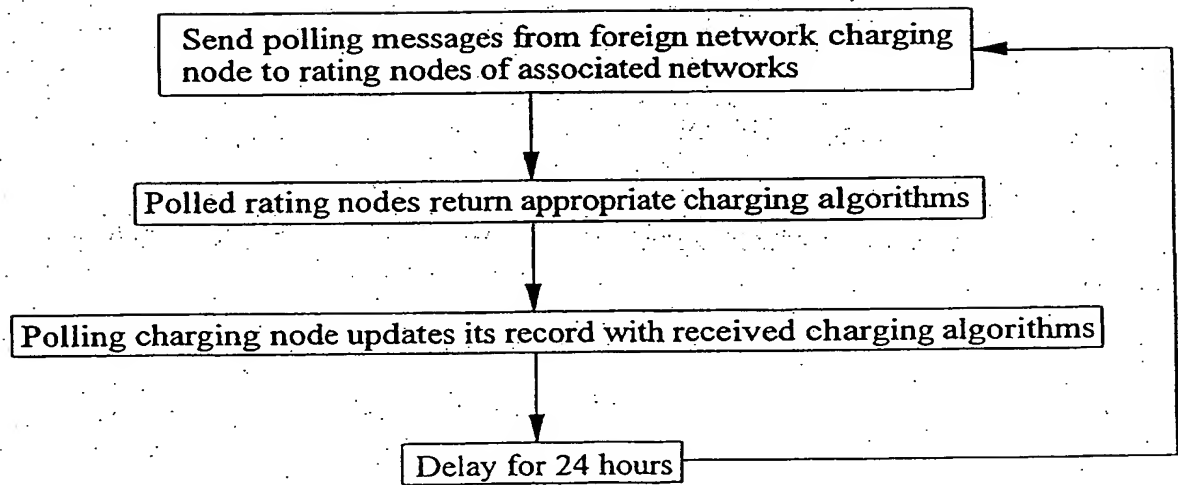 Send polling messages from foreign network charging
node to rating nodes of associated networks
Polled rating nodes return appropriate charging algorithms
Polling charging node updates its record with received charging algorithms
Delay for 24 hours